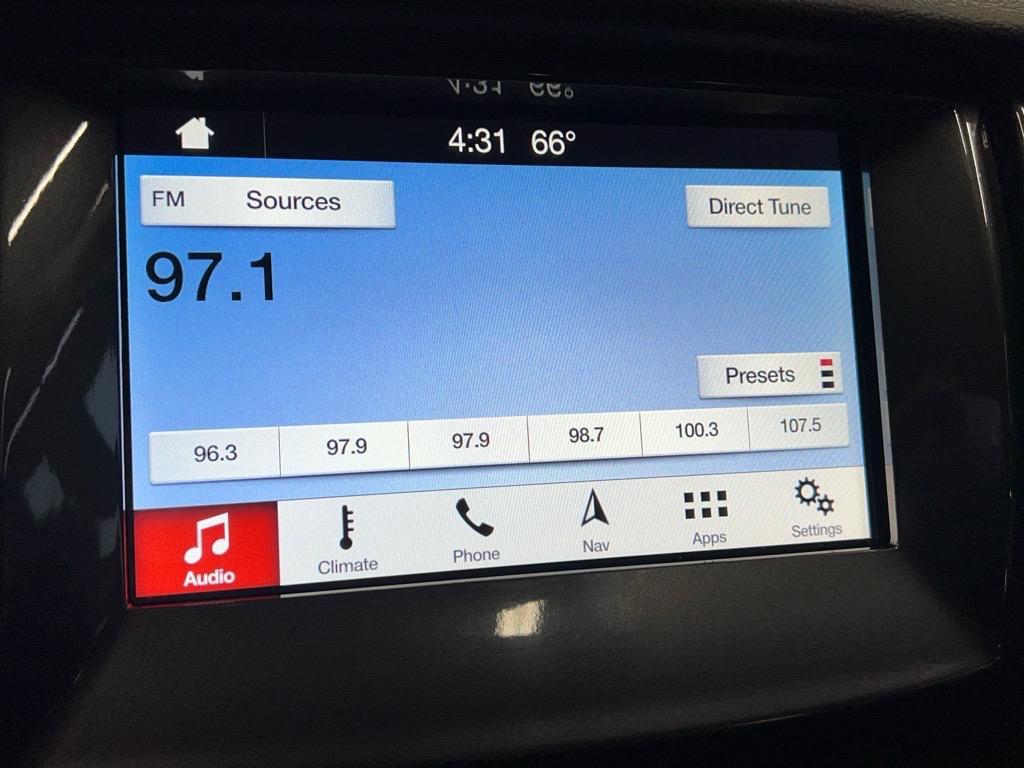 4:31 66°
FM Sources
Direct Tune
97.1
Presets
96.3 97.9 97.9 98.7 100.3 107.5
Audio Climate Phone Nav Apps Settings